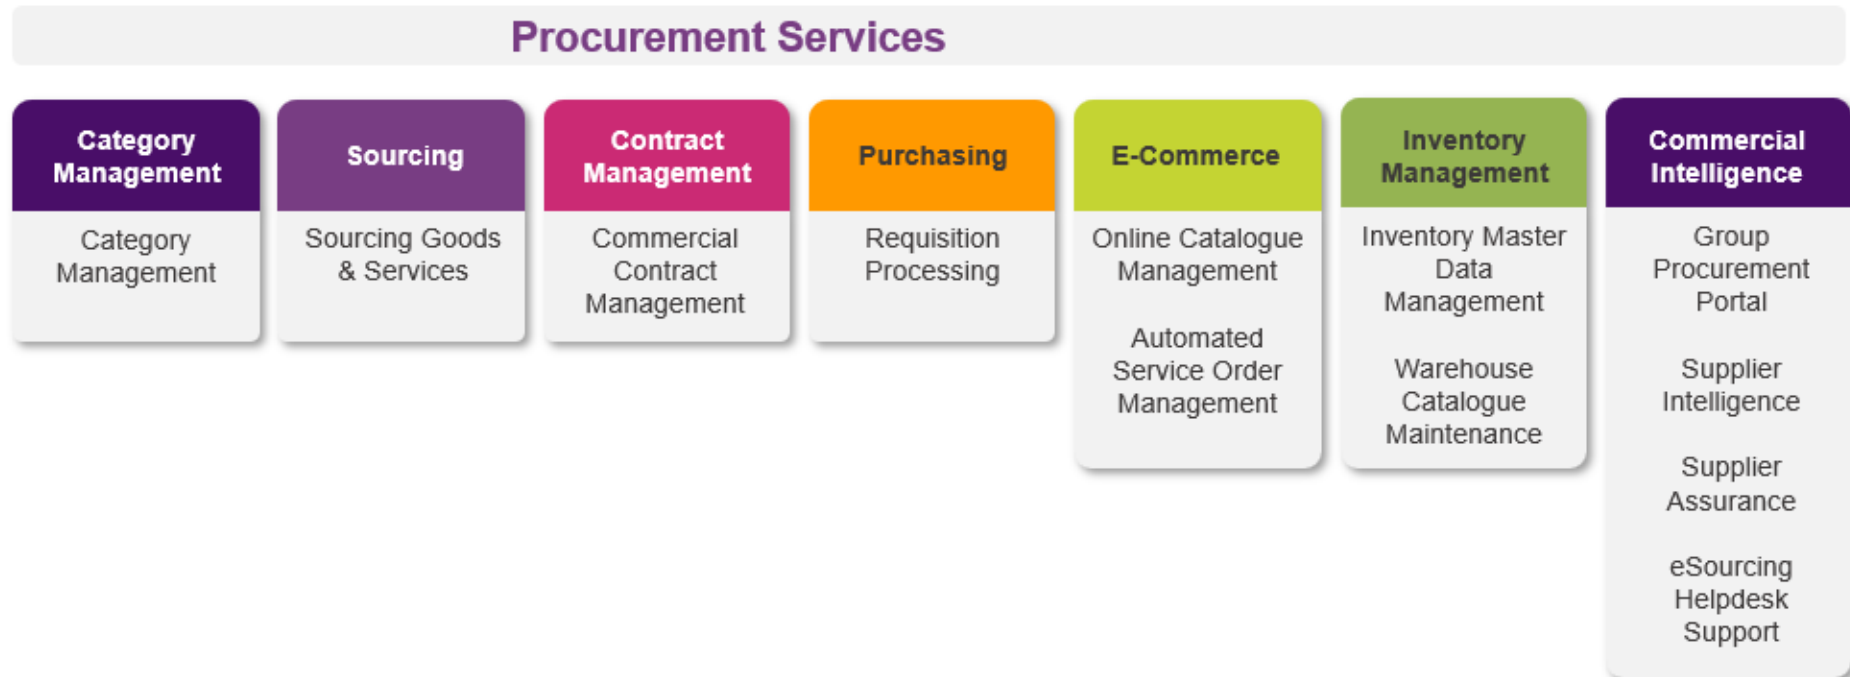 Procurement Services
Category
Management
Category
Management
Sourcing
Sourcing Goods
& Services
Contract
Management
Commercial
Contract
Management
Purchasing
Requisition
Processing
E-Commerce
Online Catalogue
Management
Automated
Service Order
Management
Inventory
Management
Inventory Master
Data
Management
Warehouse
Catalogue
Maintenance
Commercial
Intelligence
Group
Procurement
Portal
Supplier
Intelligence
Supplier
Assurance
eSourcing
Helpdesk
Support